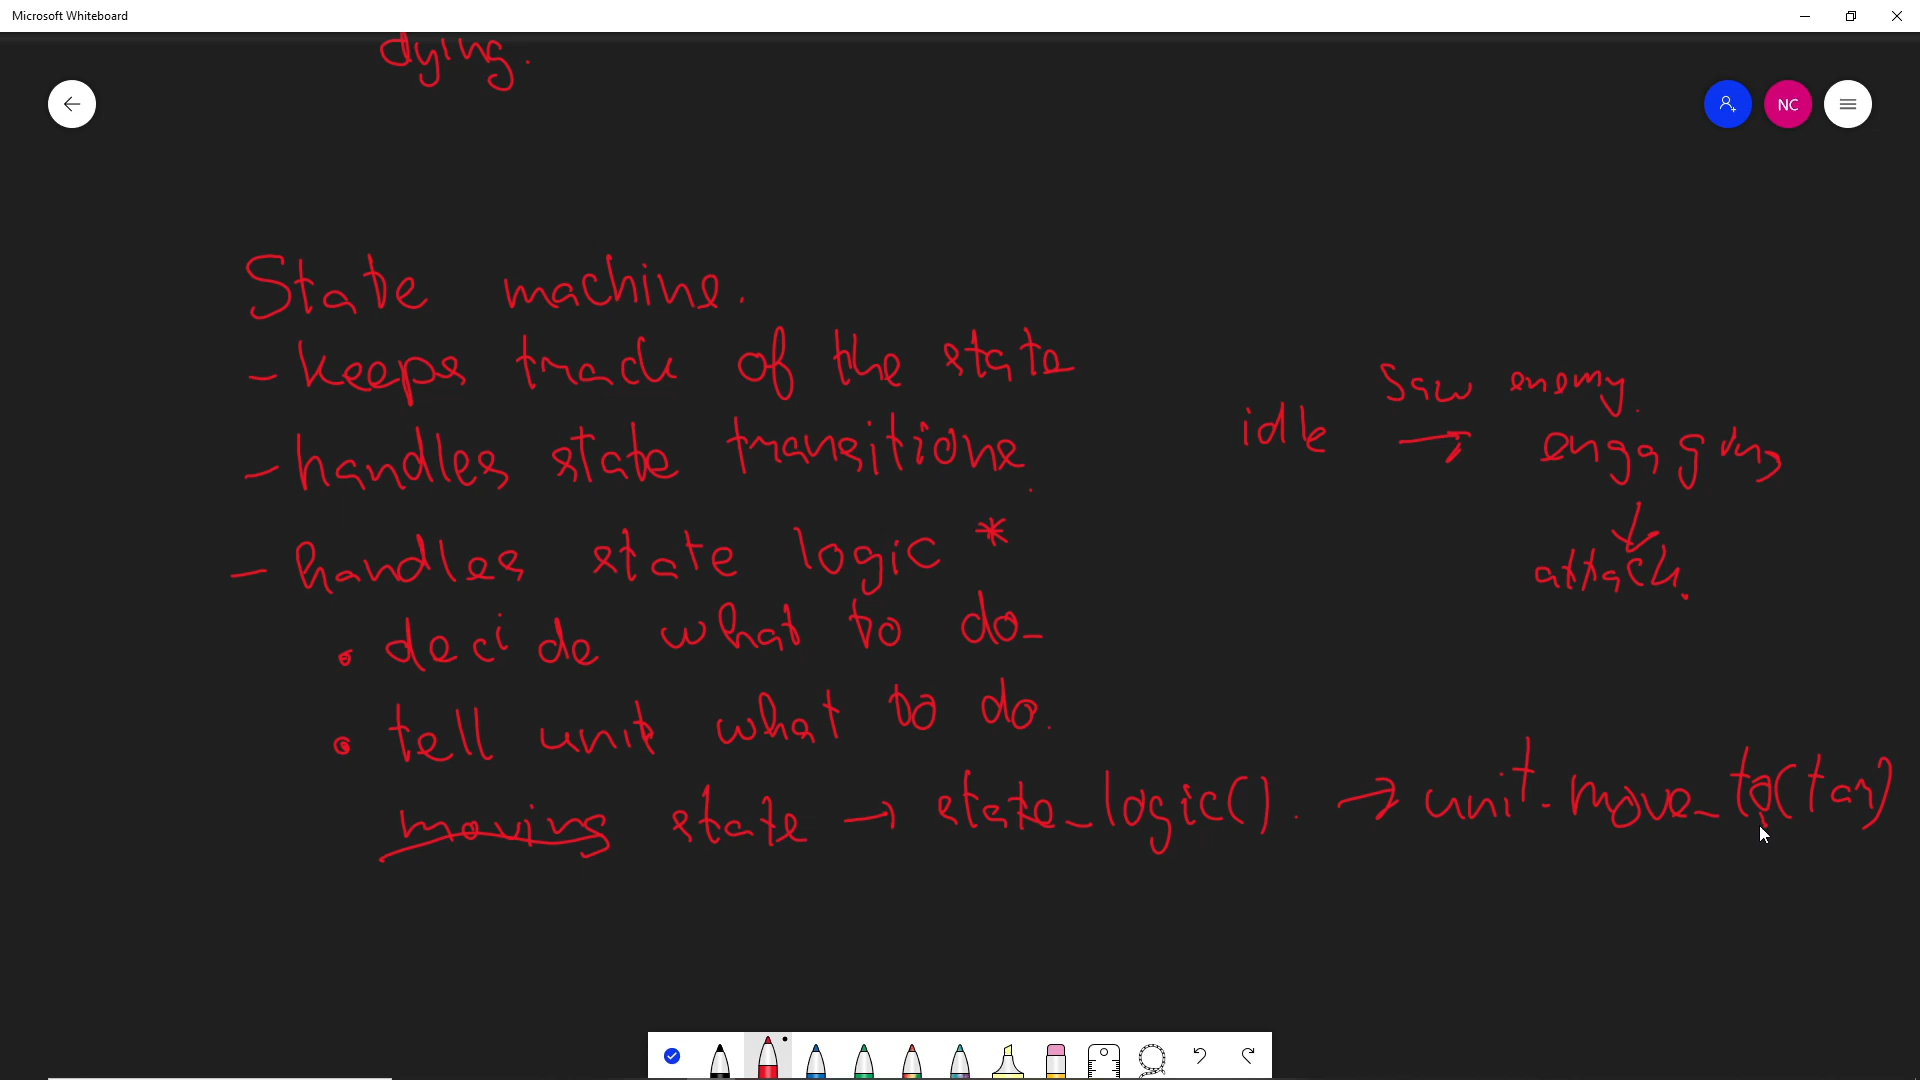 Microsoft Whiteboard
dying.
NC
State machine.
- keeps track of the state
- handles state transitions.
- handles state logic *
• decide what to do.
• tell unit what to do.
moving state → state_logic(). → unit.move_to(tar)
saw enemy.
idle → engaging
↓
attack.